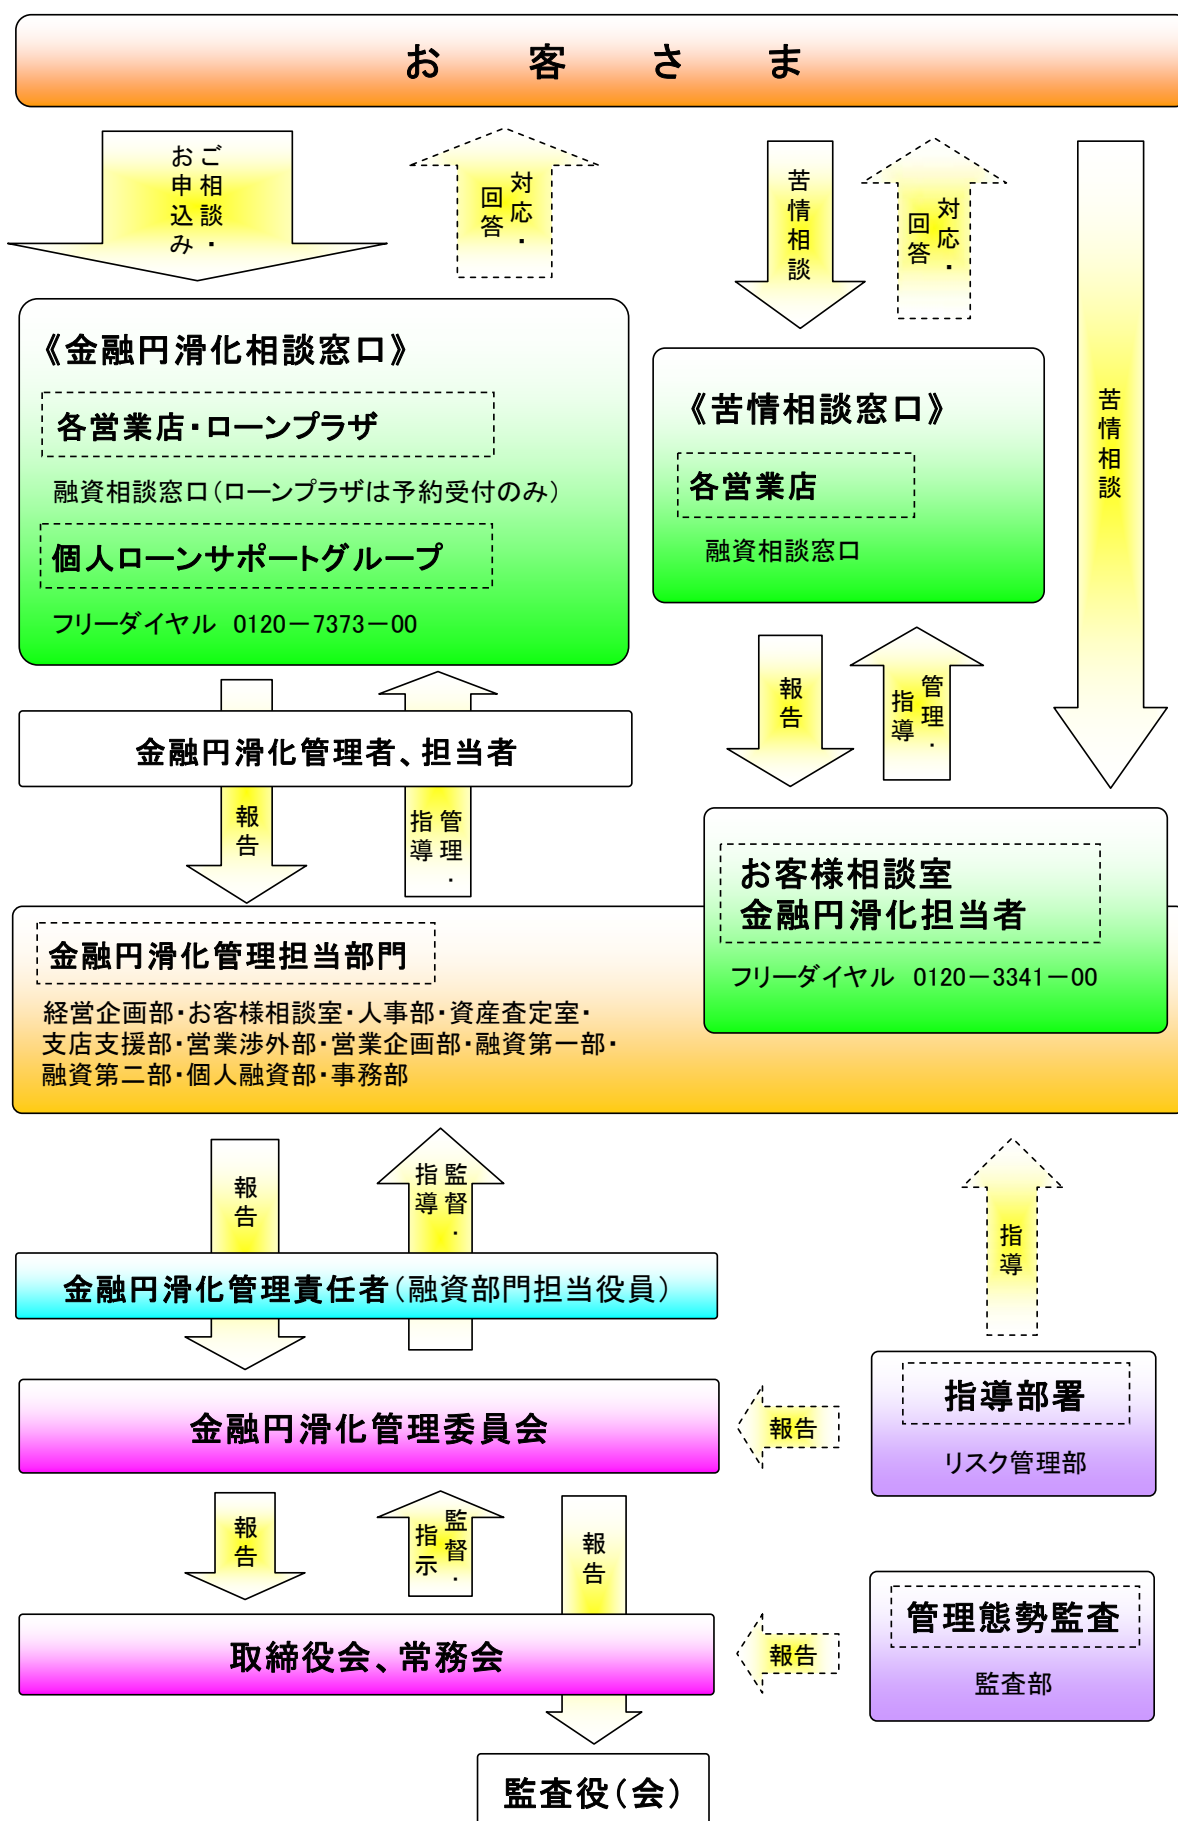 お客さま
ご相談・
お申込み
対応・
回答
苦情相談
対応・
回答
苦情相談
《金融円滑化相談窓口》
各営業店・ローンプラザ
融資相談窓口（ローンプラザは予約受付のみ）
個人ローンサポートグループ
フリーダイヤル 0120－7373－00
《苦情相談窓口》
各営業店
融資相談窓口
報告
管理・
指導
金融円滑化管理者、担当者
報告
管理・
指導
お客様相談室
金融円滑化担当者
フリーダイヤル 0120－3341－00
金融円滑化管理担当部門
経営企画部・お客様相談室・人事部・資産査定室・
支店支援部・営業渉外部・営業企画部・融資第一部・
融資第二部・個人融資部・事務部
報告
監督・
指導
指導
金融円滑化管理責任者（融資部門担当役員）
金融円滑化管理委員会
報告
指導部署
リスク管理部
報告
監督・
指示
報告
取締役会、常務会
報告
管理態勢監査
監査部
監査役（会）